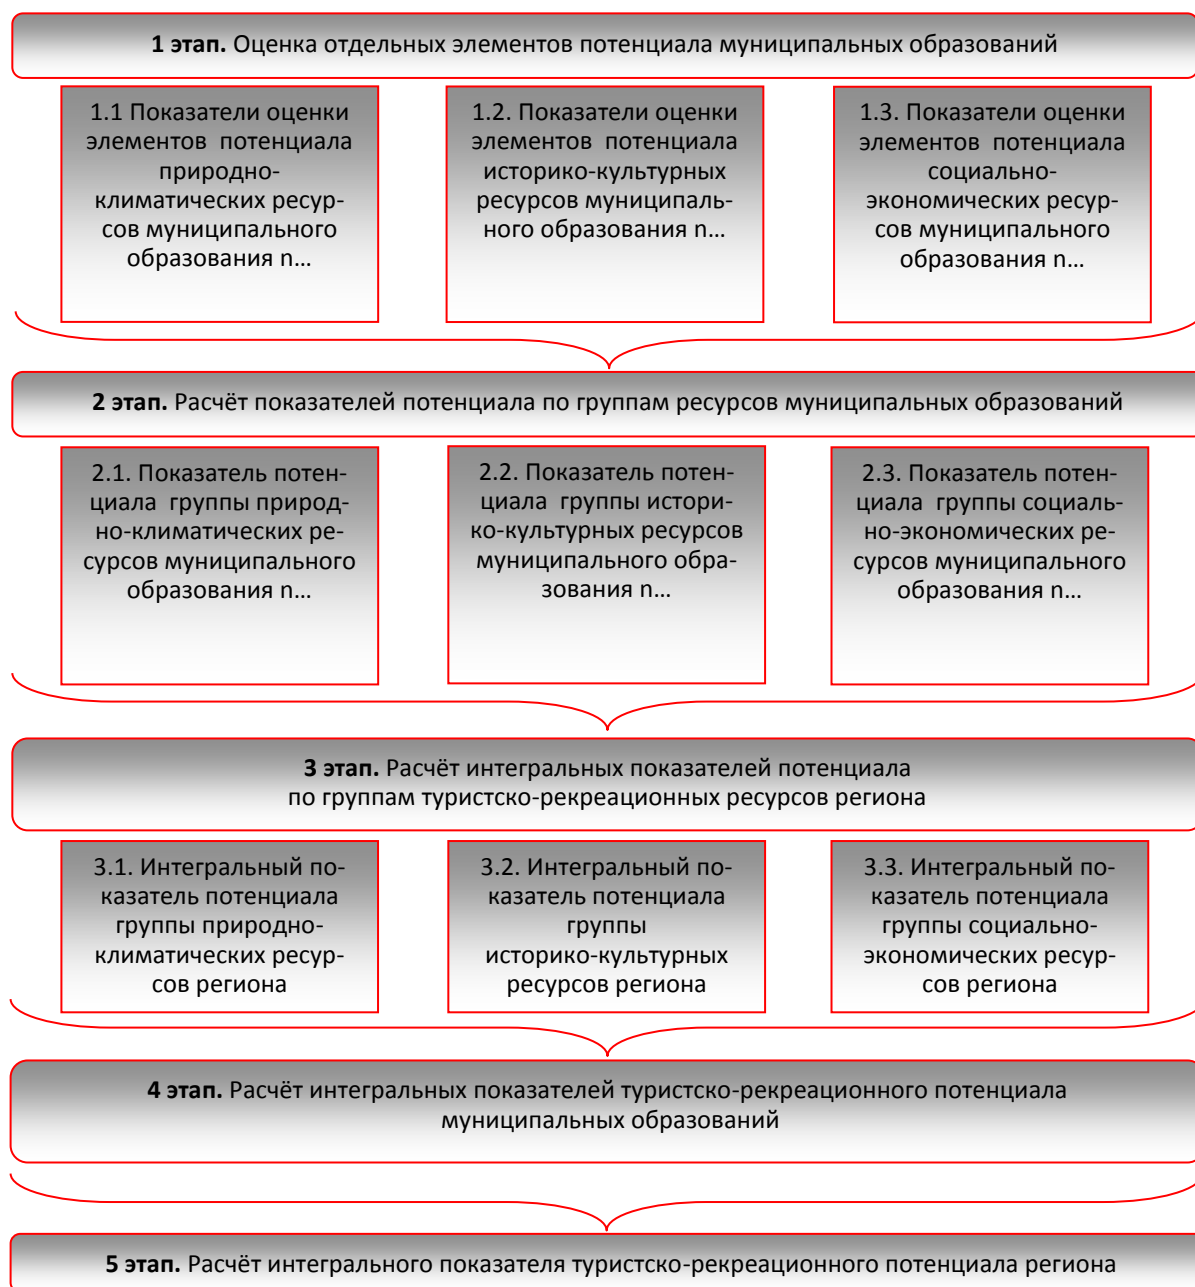 1 этап. Оценка отдельных элементов потенциала муниципальных образований
1.1 Показатели оценки
элементов потенциала
природно-
климатических ресур-
сов муниципального
образования n…
1.2. Показатели оценки
элементов потенциала
историко-культурных
ресурсов муниципаль-
ного образования n…
1.3. Показатели оценки
элементов потенциала
социально-
экономических ресур-
сов муниципального
образования n…
2 этап. Расчёт показателей потенциала по группам ресурсов муниципальных образований
2.1. Показатель потен-
циала группы природ-
но-климатических ре-
сурсов муниципального
образования n…
2.2. Показатель потен-
циала группы истори-
ко-культурных ресурсов
муниципального обра-
зования n…
2.3. Показатель потен-
циала группы социаль-
но-экономических ре-
сурсов муниципального
образования n…
3 этап. Расчёт интегральных показателей потенциала
по группам туристско-рекреационных ресурсов региона
3.1. Интегральный по-
казатель потенциала
группы природно-
климатических ресур-
сов региона
3.2. Интегральный по-
казатель потенциала
группы
историко-культурных
ресурсов региона
3.3. Интегральный по-
казатель потенциала
группы социально-
экономических ресур-
сов региона
4 этап. Расчёт интегральных показателей туристско-рекреационного потенциала
муниципальных образований
5 этап. Расчёт интегрального показателя туристско-рекреационного потенциала региона